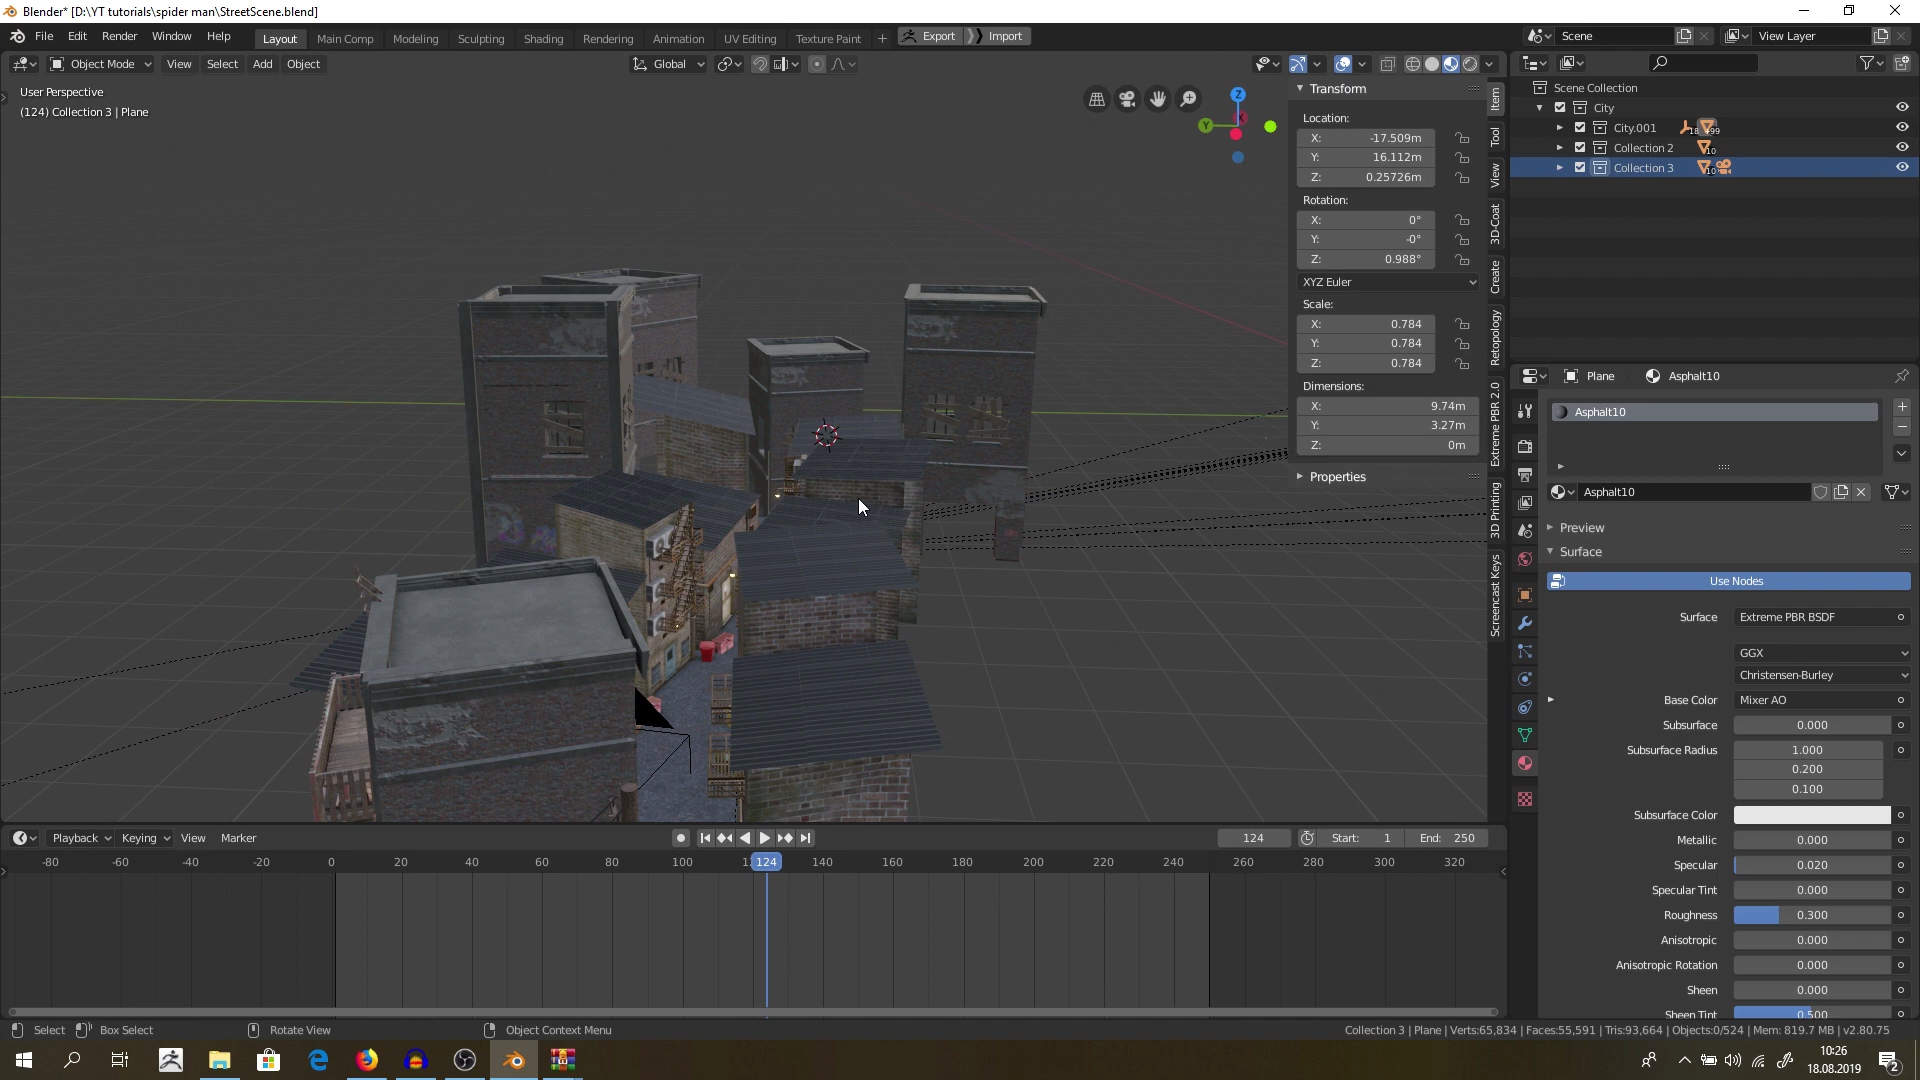 Blender* [D:\YT tutorials\spider man\StreetScene.blend]
File Edit Render Window Help Layout Main Comp Modeling Sculpting Shading Rendering Animation UV Editing Texture Paint + Export Import Scene View Layer
Object Mode View Select Add Object Global
User Perspective
(124) Collection 3 | Plane
Z
Y
X
Transform
Location:
X: -17.509m
Y: 16.112m
Z: 0.25726m
Rotation:
X: 0°
Y: -0°
Z: 0.988°
XYZ Euler
Scale:
X: 0.784
Y: 0.784
Z: 0.784
Dimensions:
X: 9.74m
Y: 3.27m
Z: 0m
Properties
Item
Tool
View
3D-Coat
Create
Retopology
Extreme PBR 2.0
3D Printing
Screencast Keys
Scene Collection
City
City.001 18 +99
Collection 2 10
Collection 3 10
Plane Asphalt10
Asphalt10
Asphalt10
Preview
Surface
Use Nodes
Surface Extreme PBR BSDF
GGX
Christensen-Burley
Base Color Mixer AO
Subsurface 0.000
Subsurface Radius 1.000
0.200
0.100
Subsurface Color
Metallic 0.000
Specular 0.020
Specular Tint 0.000
Roughness 0.300
Anisotropic 0.000
Anisotropic Rotation 0.000
Sheen 0.000
Sheen Tint 0.500
Playback Keying View Marker 124 Start: 1 End: 250
-80 -60 -40 -20 0 20 40 60 80 100 124 140 160 180 200 220 240 260 280 300 320
Select Box Select Rotate View Object Context Menu Collection 3 | Plane | Verts:65,834 | Faces:55,591 | Tris:93,664 | Objects:0/524 | Mem: 819.7 MB | v2.80.75
10:26
18.08.2019
2